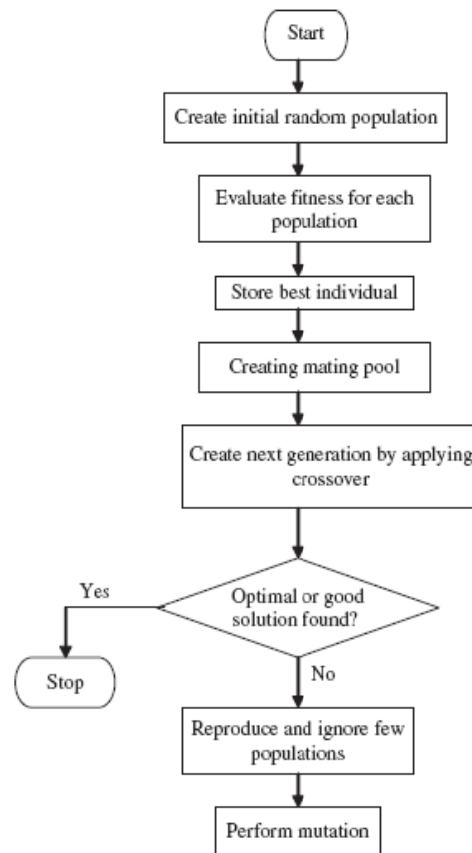 Start
Create initial random population
Evaluate fitness for each
population
Store best individual
Creating mating pool
Create next generation by applying
crossover
Optimal or good
solution found?
Yes
Stop
No
Reproduce and ignore few
populations
Perform mutation